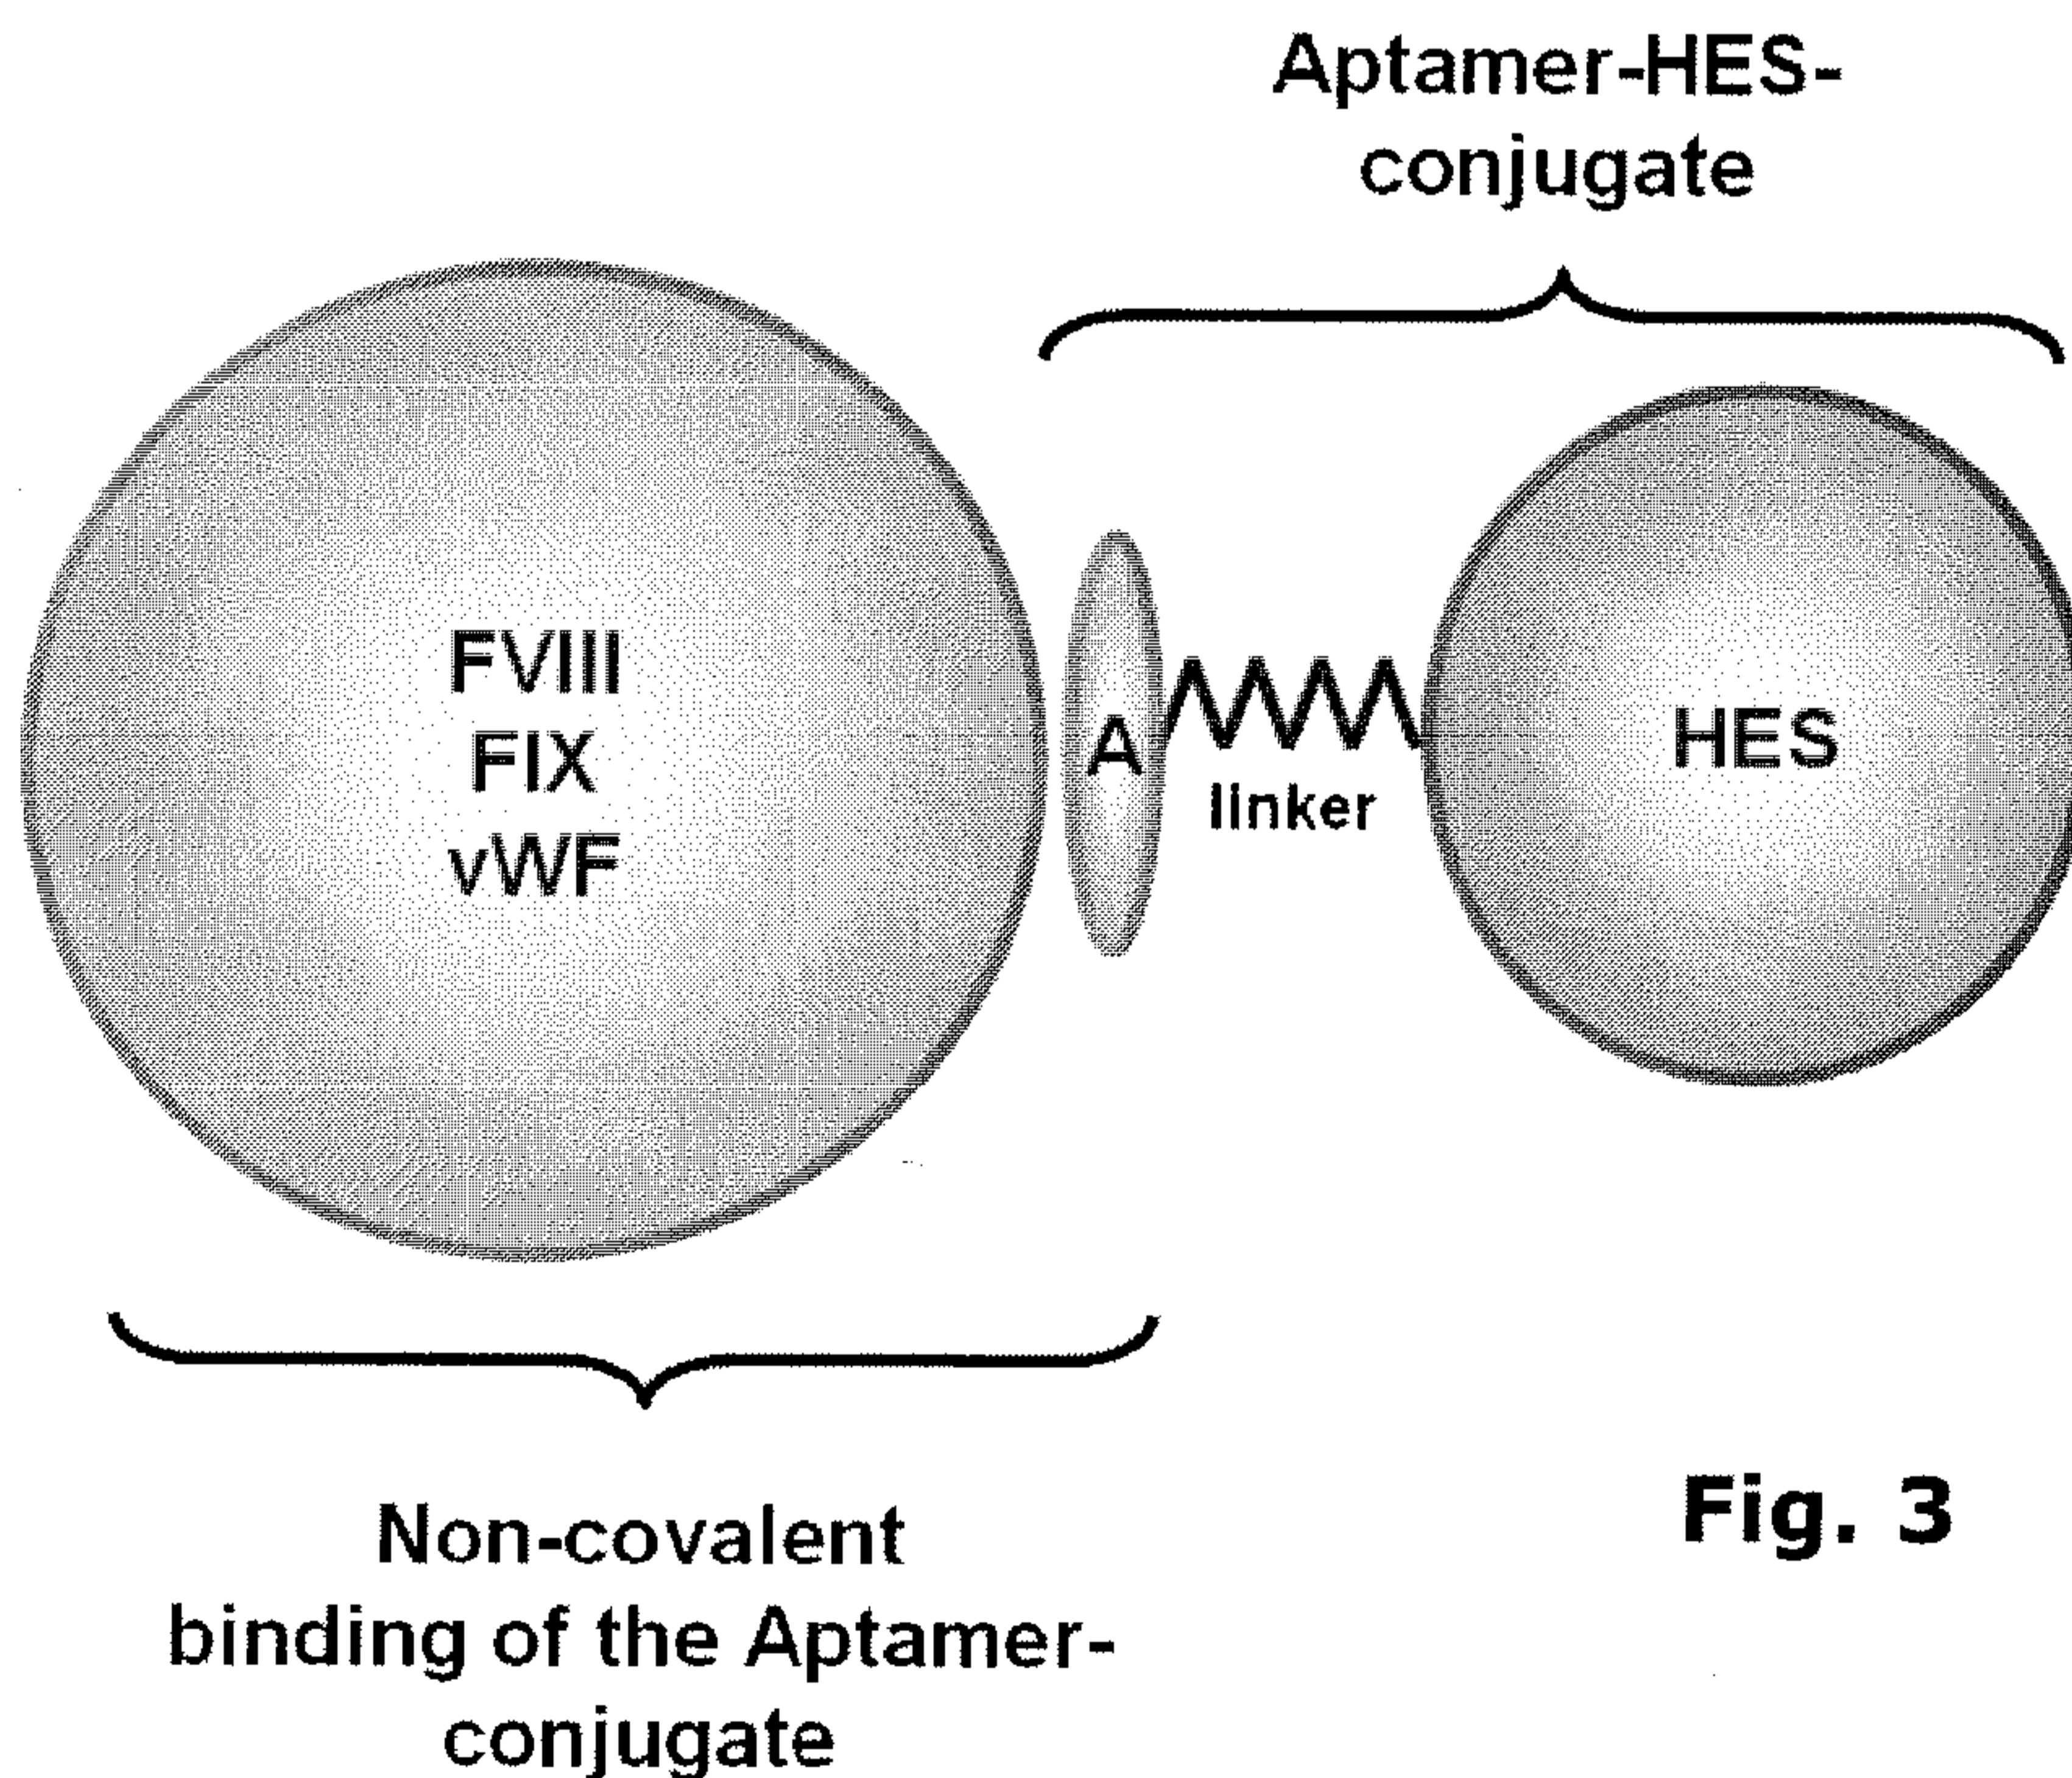 Aptamer-HES-
conjugate
FVIII
FIX
vWF
A
linker
HES
Non-covalent
binding of the Aptamer-
conjugate
Fig. 3